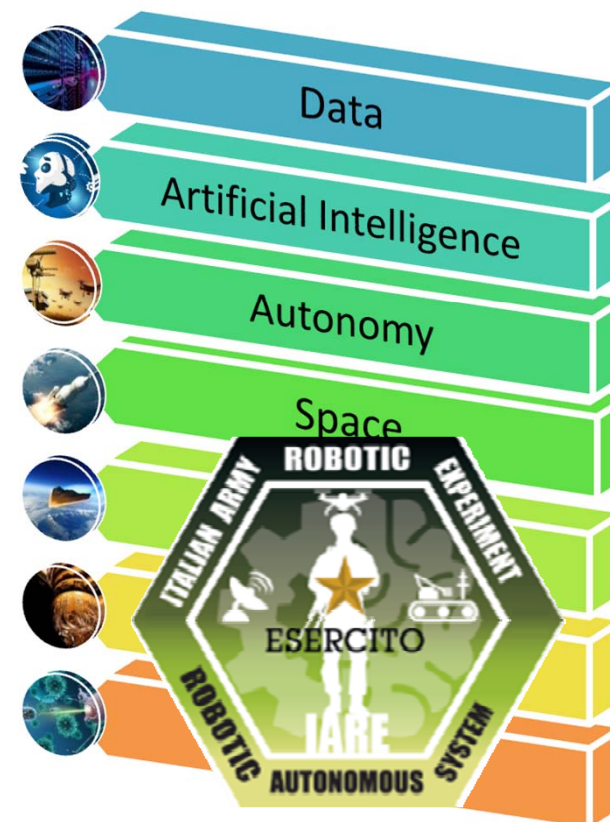 Data
Artificial Intelligence
Autonomy
Space
ITALIAN ARMY
ROBOTIC
EXPERIMENT
ESERCITO
IARE
ROBOTIC
AUTONOMOUS
SYSTEM